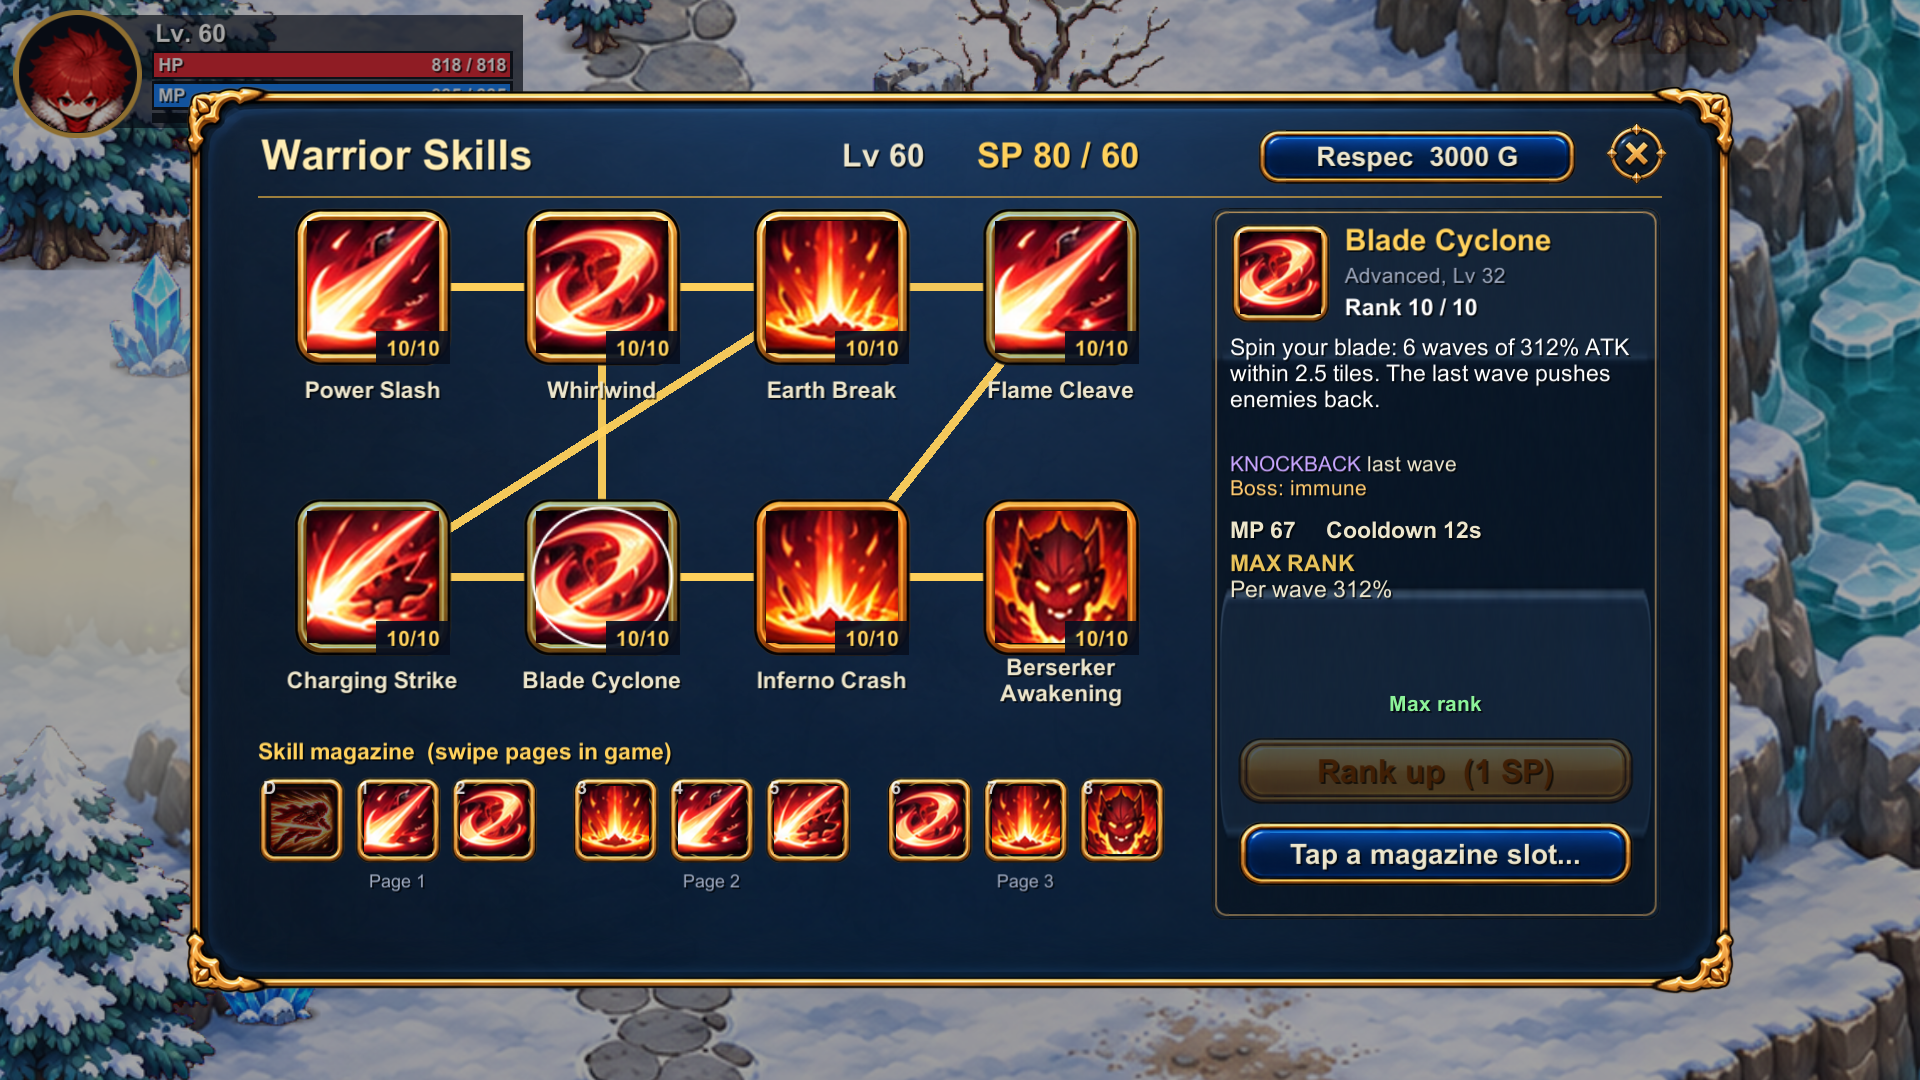 Lv. 60
HP 818 / 818
MP
Warrior Skills
Lv 60
SP 80 / 60
Respec 3000 G
10/10
10/10
10/10
10/10
Power Slash
Whirlwind
Earth Break
Flame Cleave
10/10
10/10
10/10
10/10
Charging Strike
Blade Cyclone
Inferno Crash
Berserker
Awakening
Skill magazine (swipe pages in game)
D
1
2
3
4
5
6
7
8
Page 1
Page 2
Page 3
Blade Cyclone
Advanced, Lv 32
Rank 10 / 10
Spin your blade: 6 waves of 312% ATK
within 2.5 tiles. The last wave pushes
enemies back.
KNOCKBACK last wave
Boss: immune
MP 67 Cooldown 12s
MAX RANK
Per wave 312%
Max rank
Rank up (1 SP)
Tap a magazine slot...